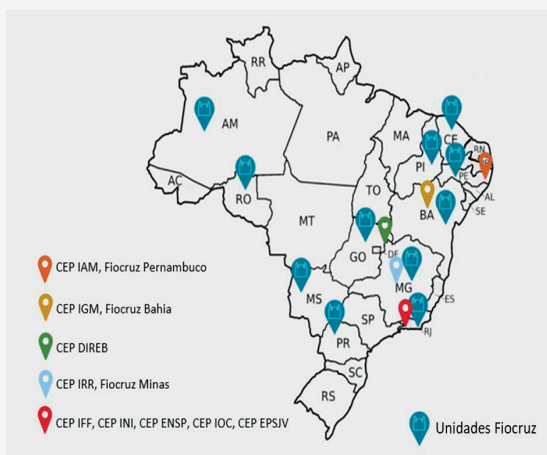 RR
AP
AM
PA
MA
CE
RN
PI
PE
AC
TO
AL
RO
SE
BA
MT
DF
GO
MG
ES
MS
SP
RJ
PR
SC
RS
CEP IAM, Fiocruz Pernambuco
CEP IGM, Fiocruz Bahia
CEP DIREB
CEP IRR, Fiocruz Minas
CEP IFF, CEP INI, CEP ENSP, CEP IOC, CEP EPSJV
Unidades Fiocruz